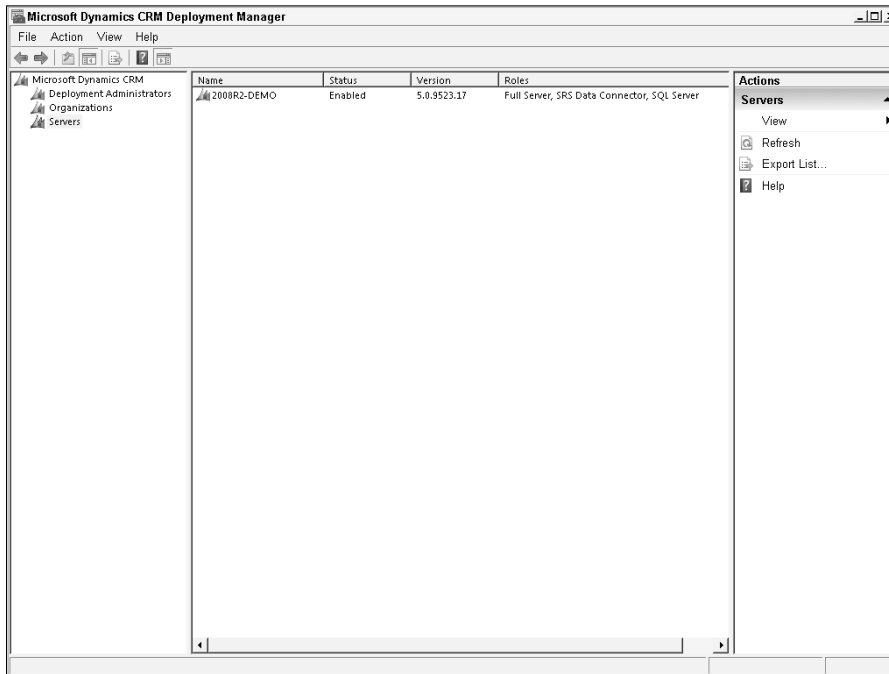 Microsoft Dynamics CRM Deployment Manager
File Action View Help
Microsoft Dynamics CRM
Deployment Administrators
Organizations
Servers
Name Status Version Roles
2008R2-DEMO Enabled 5.0.9523.17 Full Server, SRS Data Connector, SQL Server
Actions
Servers
View
Refresh
Export List...
Help